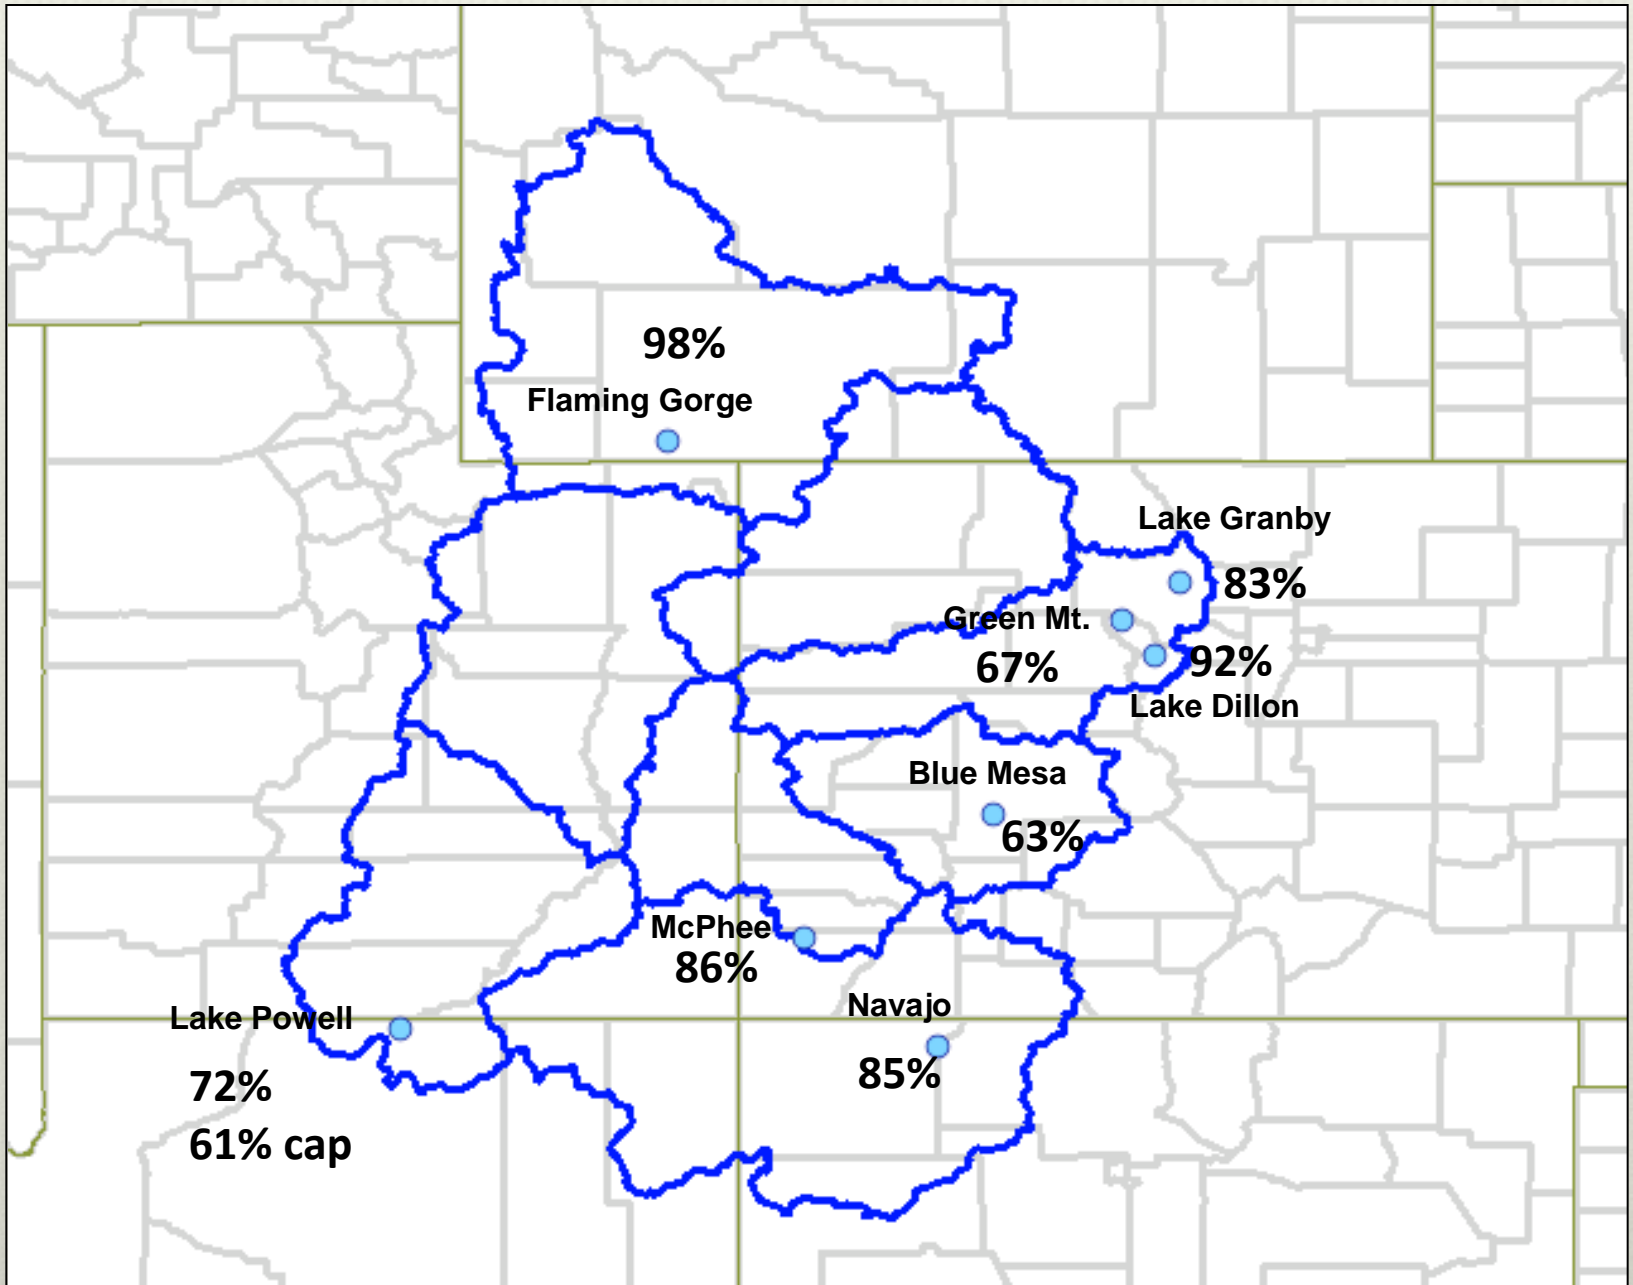 98%
Flaming Gorge
Lake Granby
83%
Green Mt.
67%
92%
Lake Dillon
Blue Mesa
63%
McPhee
86%
Navajo
85%
Lake Powell
72%
61% cap